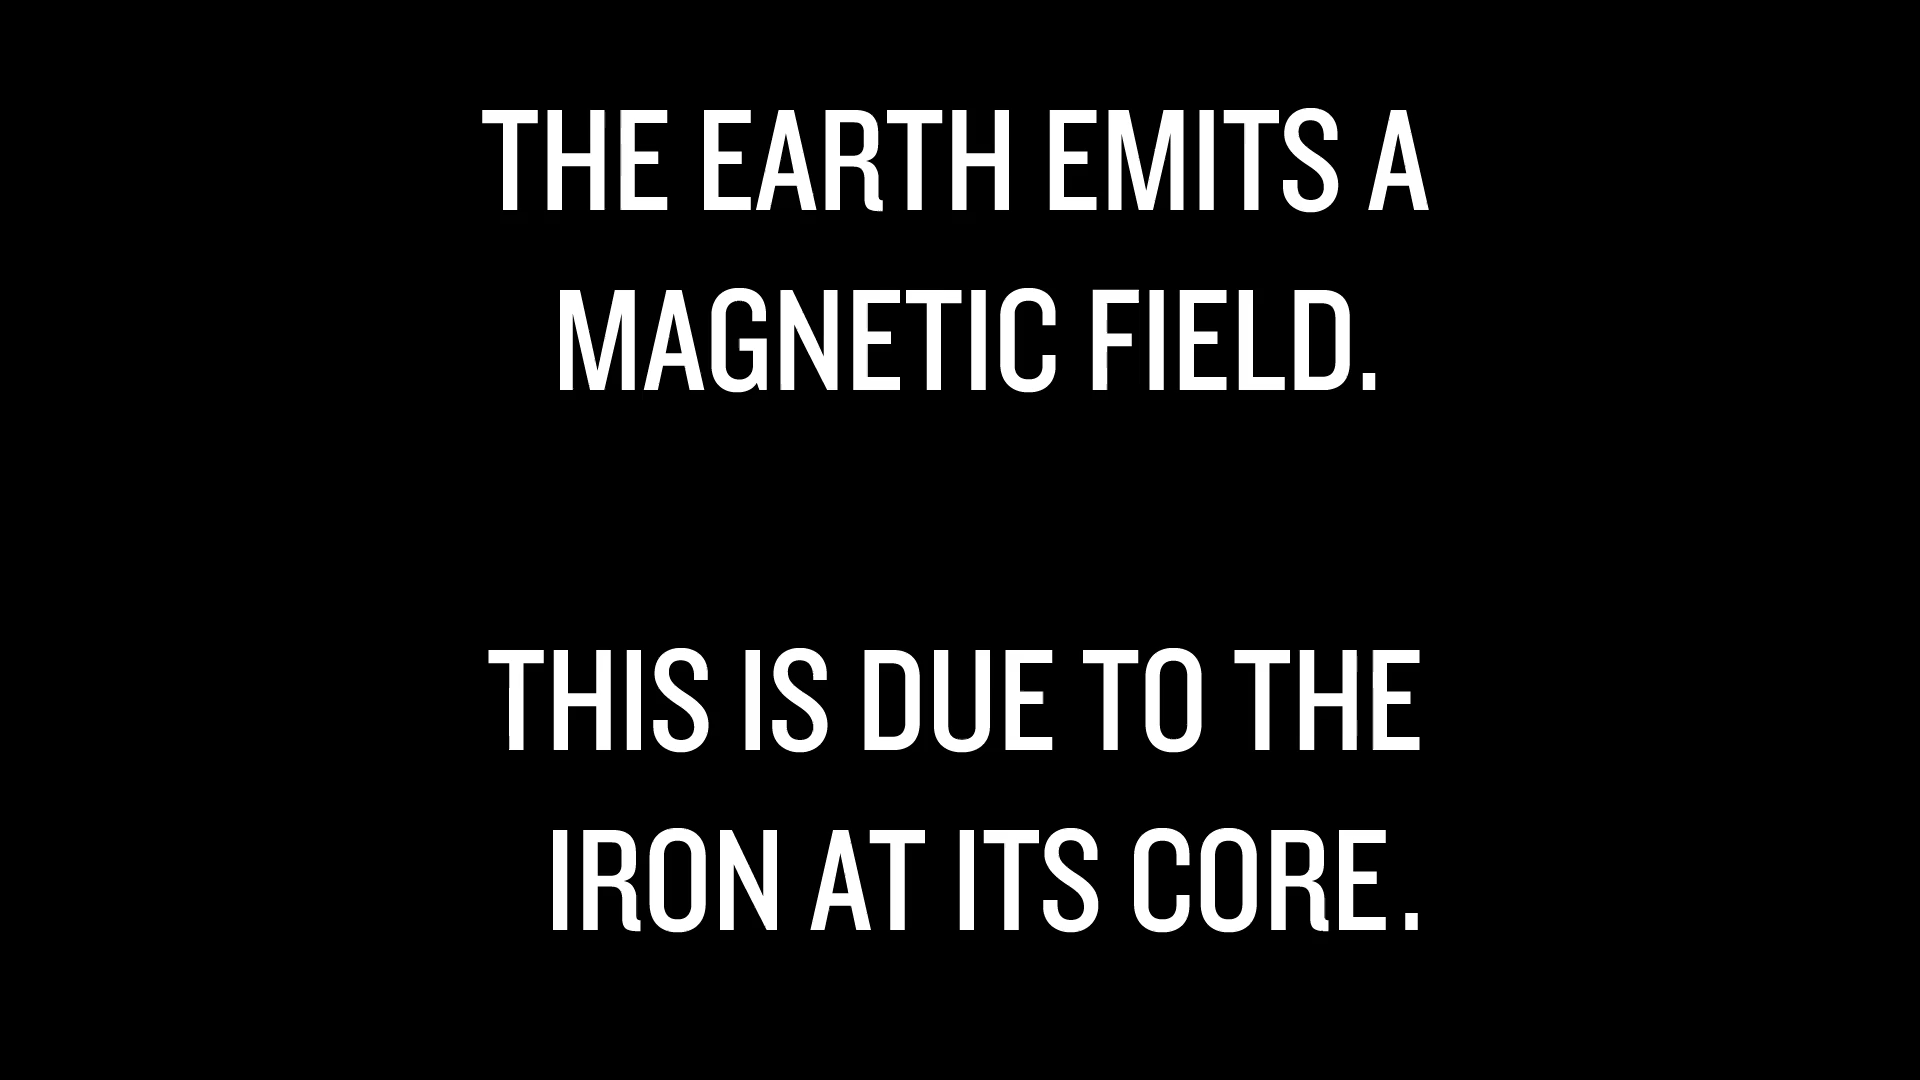 THE EARTH EMITS A
MAGNETIC FIELD.
THIS IS DUE TO THE
IRON AT ITS CORE.